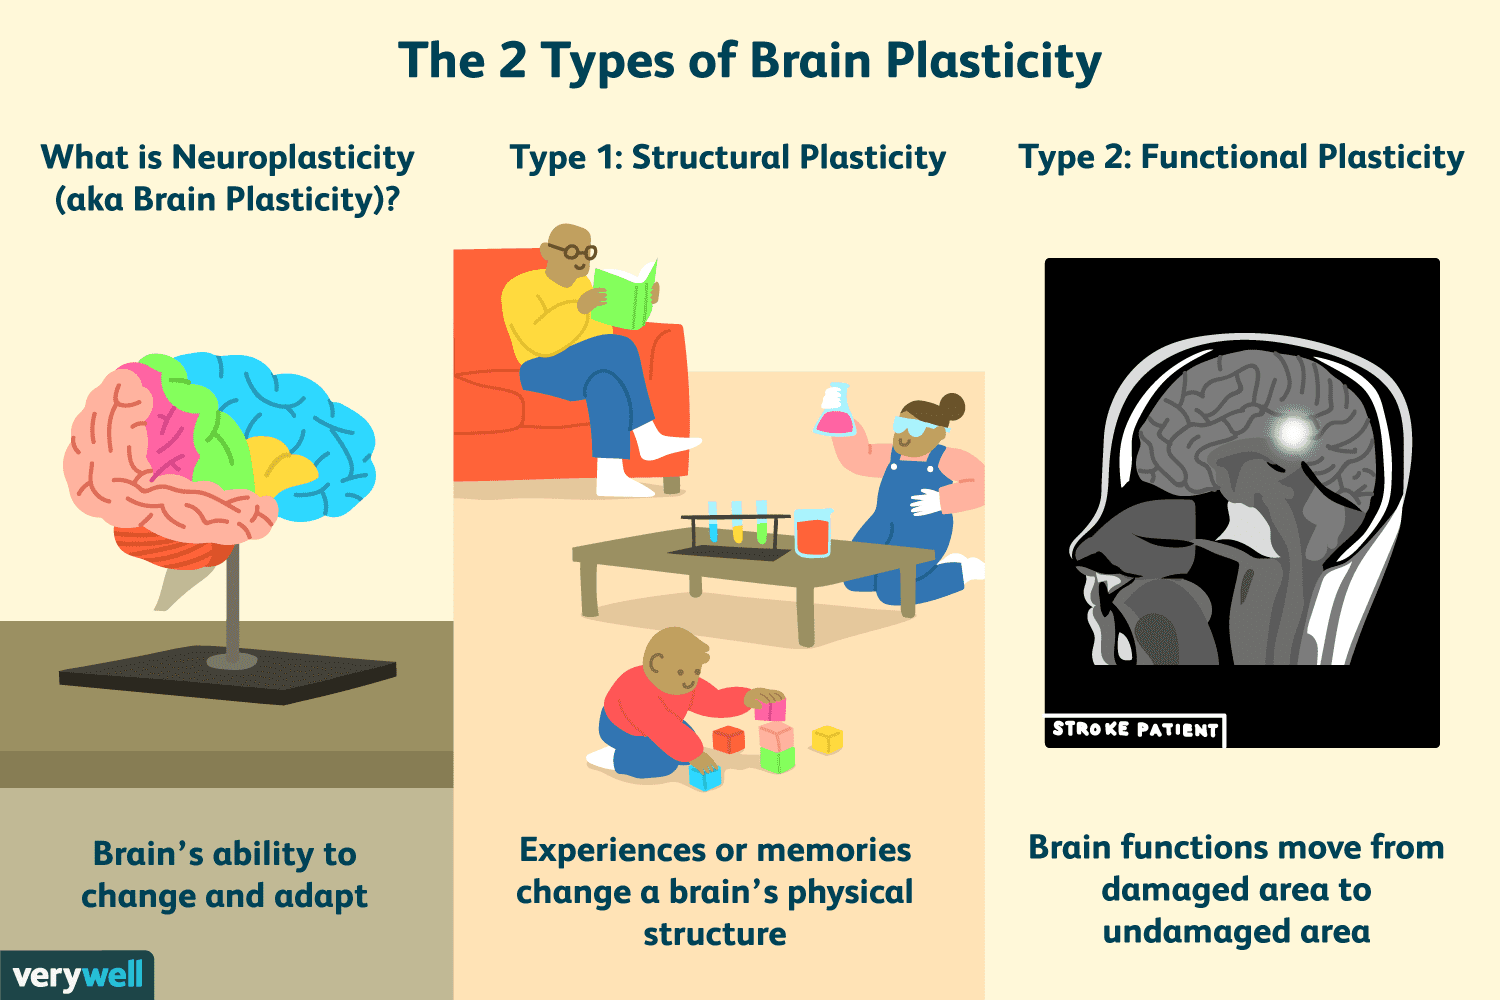 The 2 Types of Brain Plasticity
What is Neuroplasticity
(aka Brain Plasticity)?
Brain’s ability to
change and adapt
Type 1: Structural Plasticity
Experiences or memories
change a brain’s physical
structure
Type 2: Functional Plasticity
STROKE PATIENT
Brain functions move from
damaged area to
undamaged area
verywell